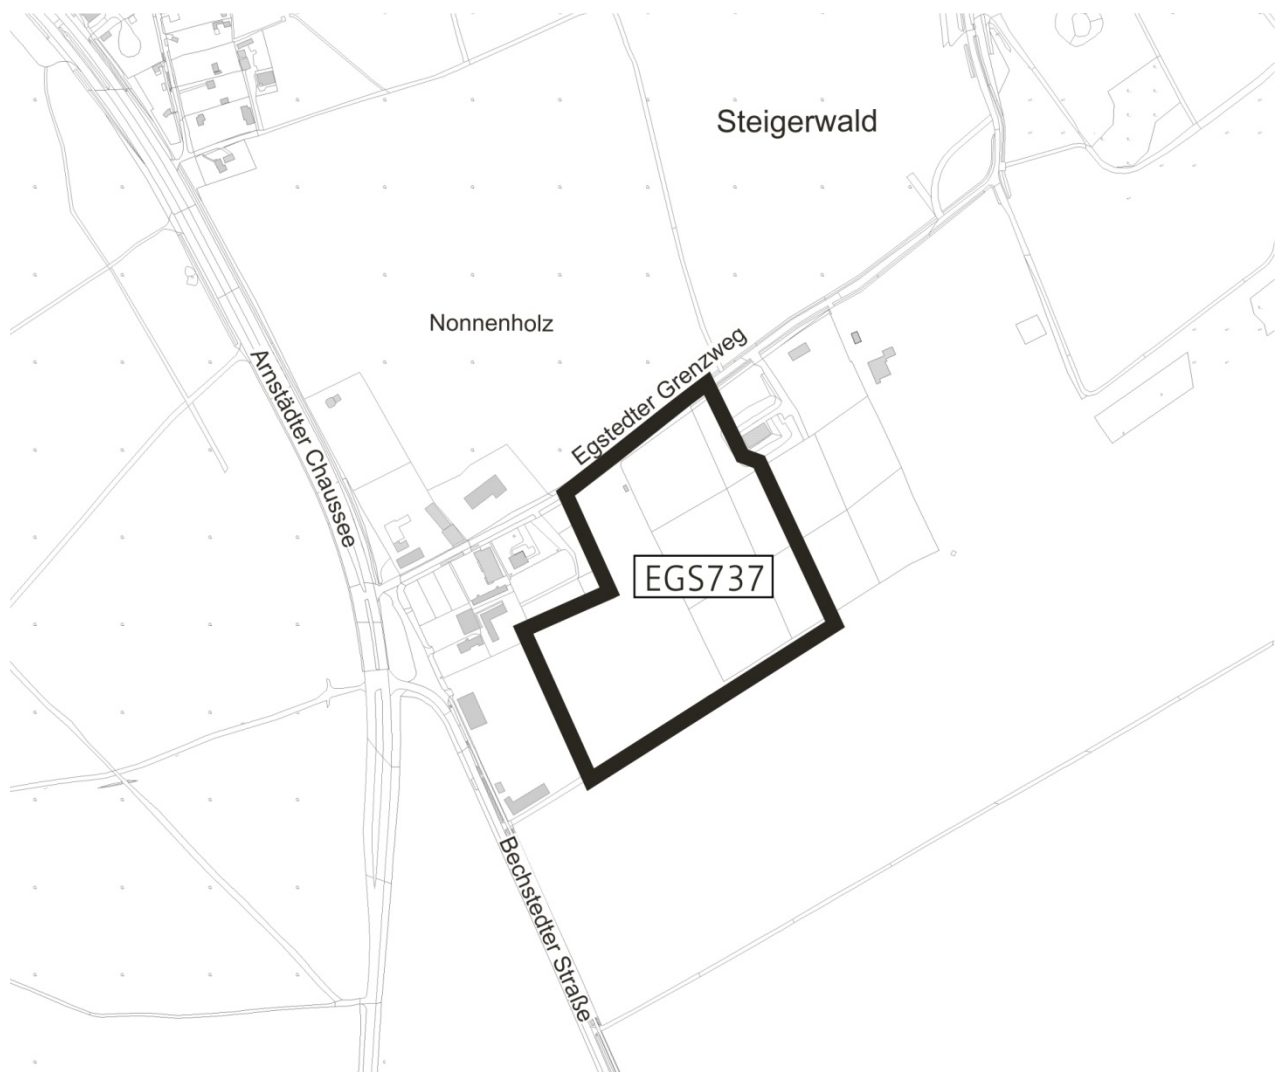 Steigerwald
Nonnenholz
Egstedter Grenzweg
Arnstädter Chaussee
EGS737
Bechstedter Straße